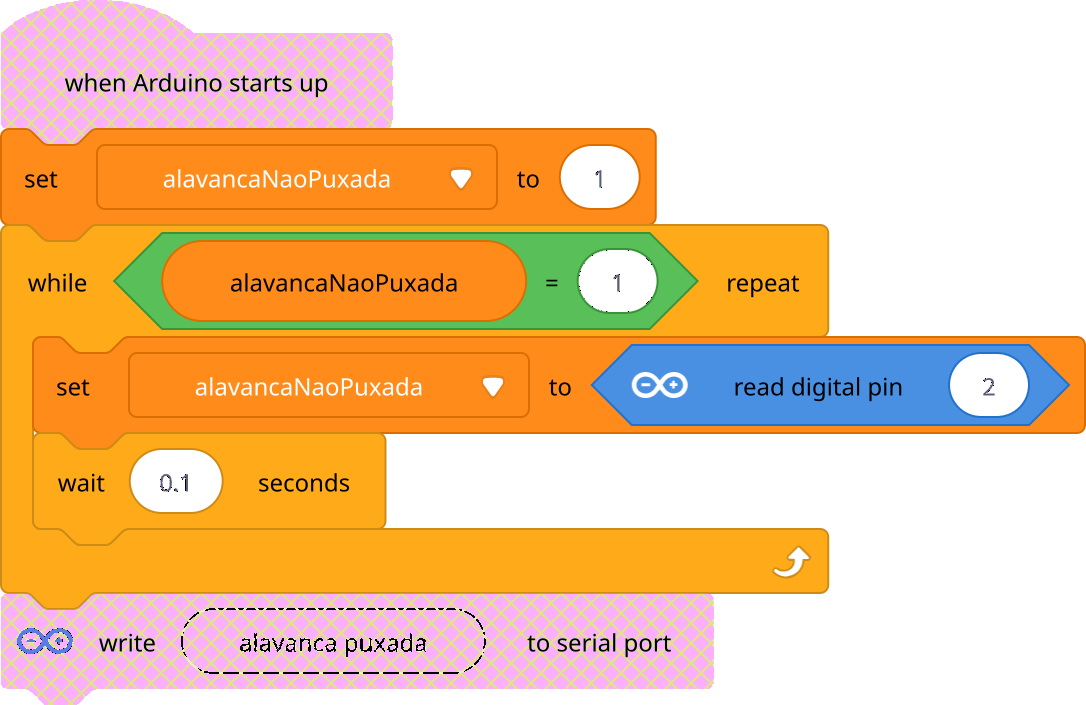 when Arduino starts up
set alavancaNaoPuxada to 1
while alavancaNaoPuxada = 1 repeat
set alavancaNaoPuxada to read digital pin 2
wait 0.1 seconds
write alavanca puxada to serial port